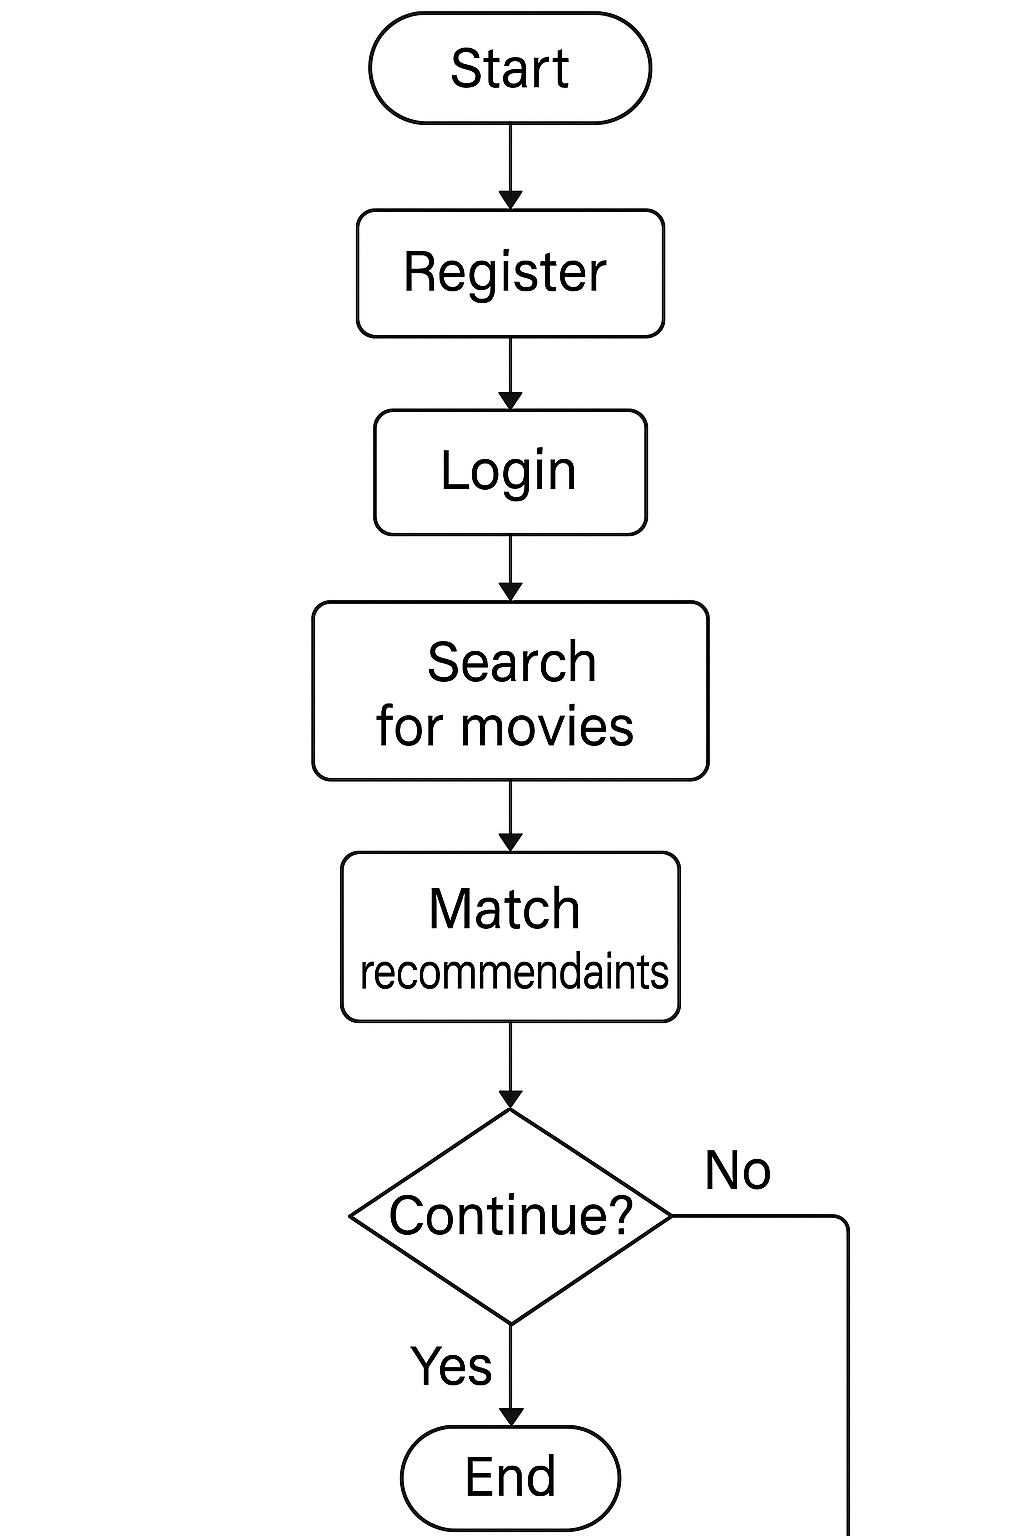 Start
Register
Login
Search
for movies
Match
recommendaints
Continue?
No
Yes
End